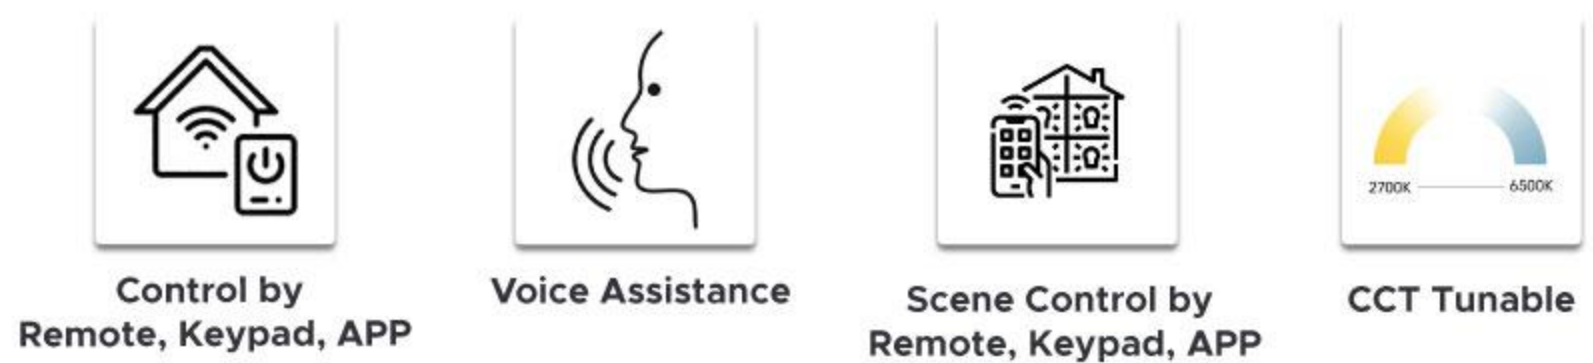 2700K
6500K
Control by
Remote, Keypad, APP
Voice Assistance
Scene Control by
Remote, Keypad, APP
CCT Tunable